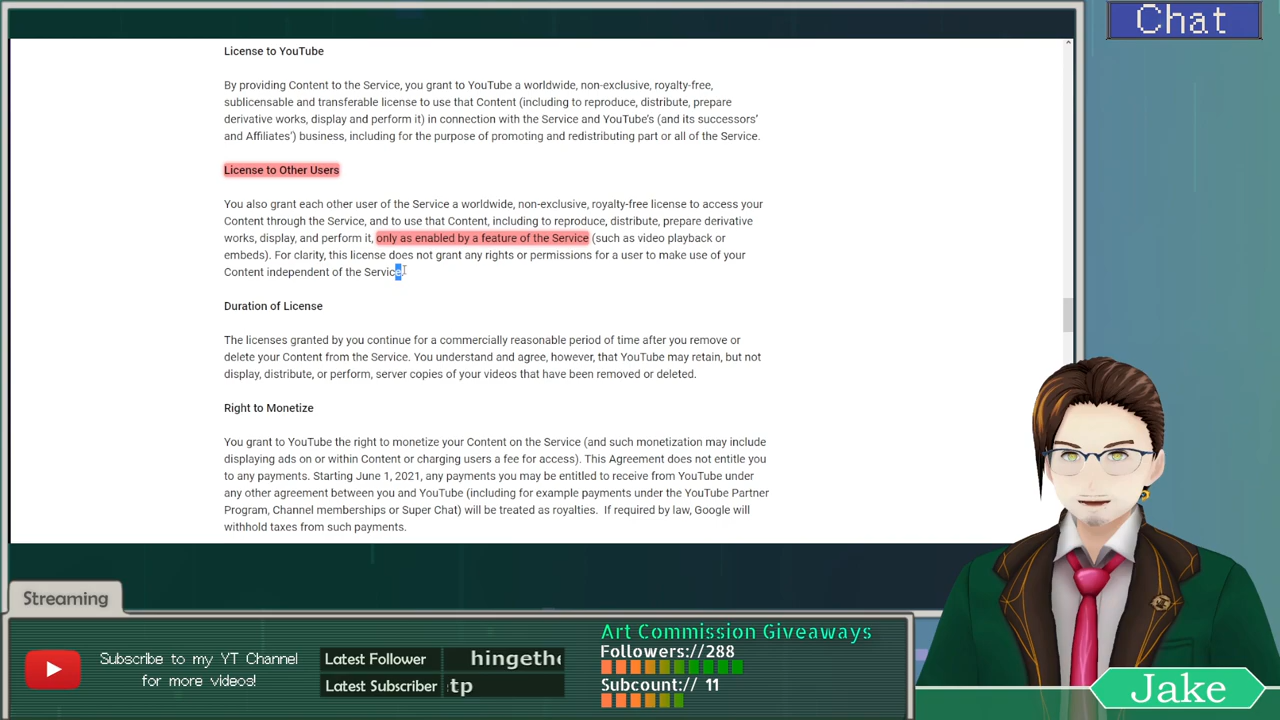 Chat
License to YouTube
By providing Content to the Service, you grant to YouTube a worldwide, non-exclusive, royalty-free,
sublicensable and transferable license to use that Content (including to reproduce, distribute, prepare
derivative works, display and perform it) in connection with the Service and YouTube's (and its successors'
and Affiliates') business, including for the purpose of promoting and redistributing part or all of the Service.
License to Other Users
You also grant each other user of the Service a worldwide, non-exclusive, royalty-free license to access your
Content through the Service, and to use that Content, including to reproduce, distribute, prepare derivative
works, display, and perform it, only as enabled by a feature of the Service (such as video playback or
embeds). For clarity, this license does not grant any rights or permissions for a user to make use of your
Content independent of the Service.
Duration of License
The licenses granted by you continue for a commercially reasonable period of time after you remove or
delete your Content from the Service. You understand and agree, however, that YouTube may retain, but not
display, distribute, or perform, server copies of your videos that have been removed or deleted.
Right to Monetize
You grant to YouTube the right to monetize your Content on the Service (and such monetization may include
displaying ads on or within Content or charging users a fee for access). This Agreement does not entitle you
to any payments. Starting June 1, 2021, any payments you may be entitled to receive from YouTube under
any other agreement between you and YouTube (including for example payments under the YouTube Partner
Program, Channel memberships or Super Chat) will be treated as royalties.  If required by law, Google will
withhold taxes from such payments.
Streaming
Subscribe to my YT Channel
for more videos!
Latest Follower hingeth
Latest Subscriber tp
Art Commission Giveaways
Followers://288
Subcount:// 11
Jake